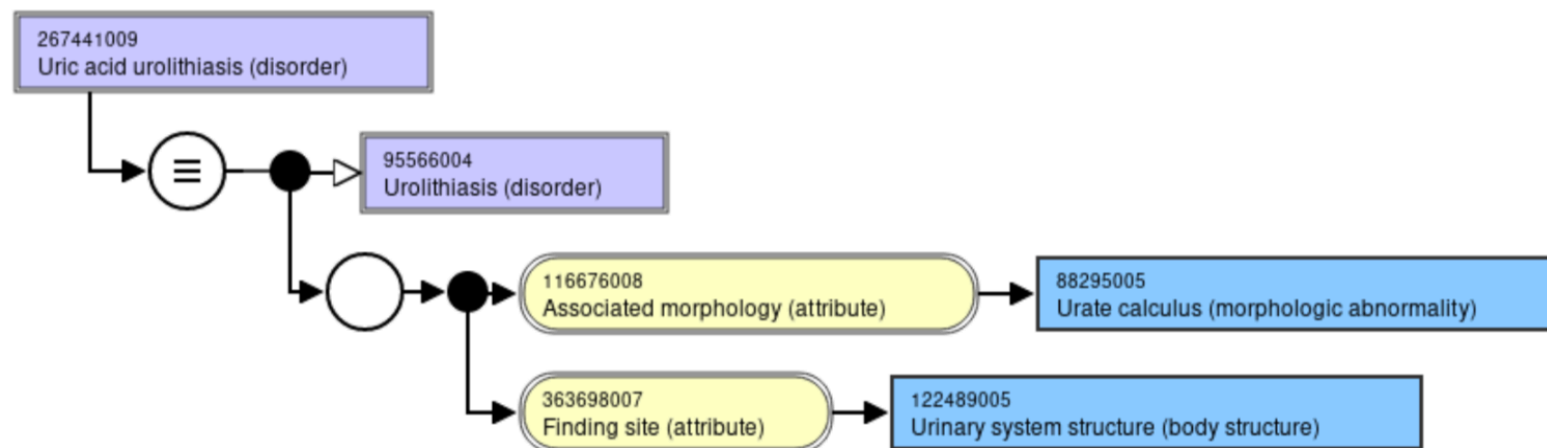 267441009
Uric acid urolithiasis (disorder)
95566004
Urolithiasis (disorder)
116676008
Associated morphology (attribute)
88295005
Urate calculus (morphologic abnormality)
363698007
Finding site (attribute)
122489005
Urinary system structure (body structure)